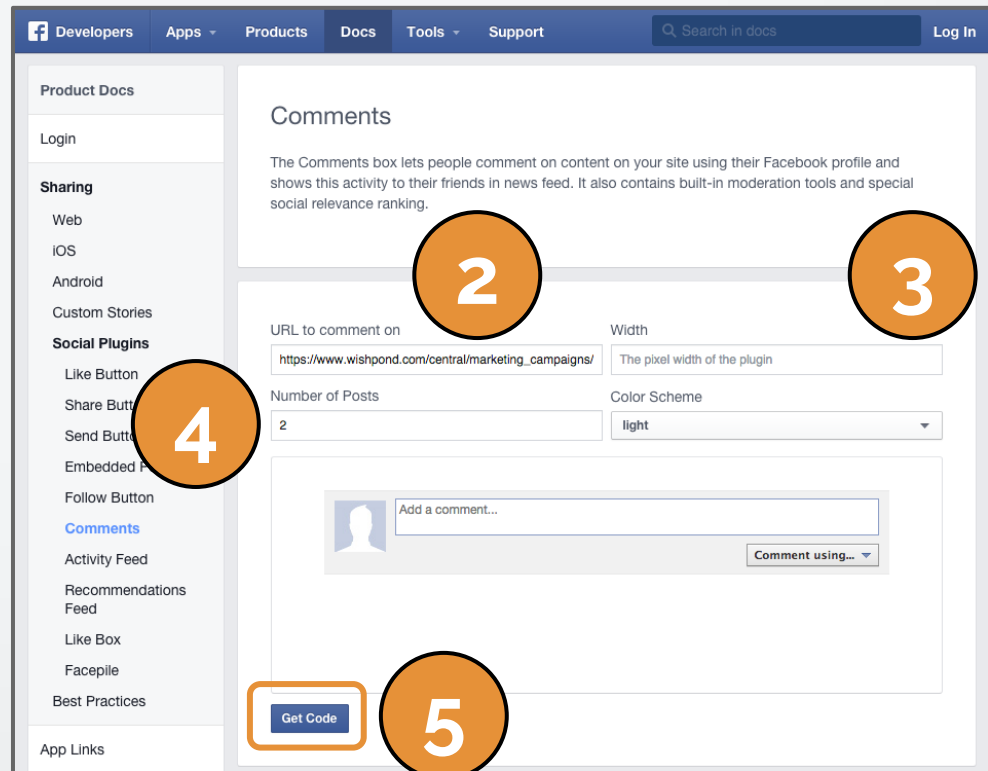 Developers Apps Products Docs Tools Support Search in docs Log In
Product Docs
Login
Sharing
Web
iOS
Android
Custom Stories
Social Plugins
Like Button
Share Butt
Send Butto
Embedded P
Follow Button
Comments
Activity Feed
Recommendations
Feed
Like Box
Facepile
Best Practices
App Links
Comments
The Comments box lets people comment on content on your site using their Facebook profile and
shows this activity to their friends in news feed. It also contains built-in moderation tools and special
social relevance ranking.
2
3
URL to comment on
https://www.wishpond.com/central/marketing_campaigns/
Width
The pixel width of the plugin
4
Number of Posts
2
Color Scheme
light
Add a comment...
Comment using...
Get Code
5